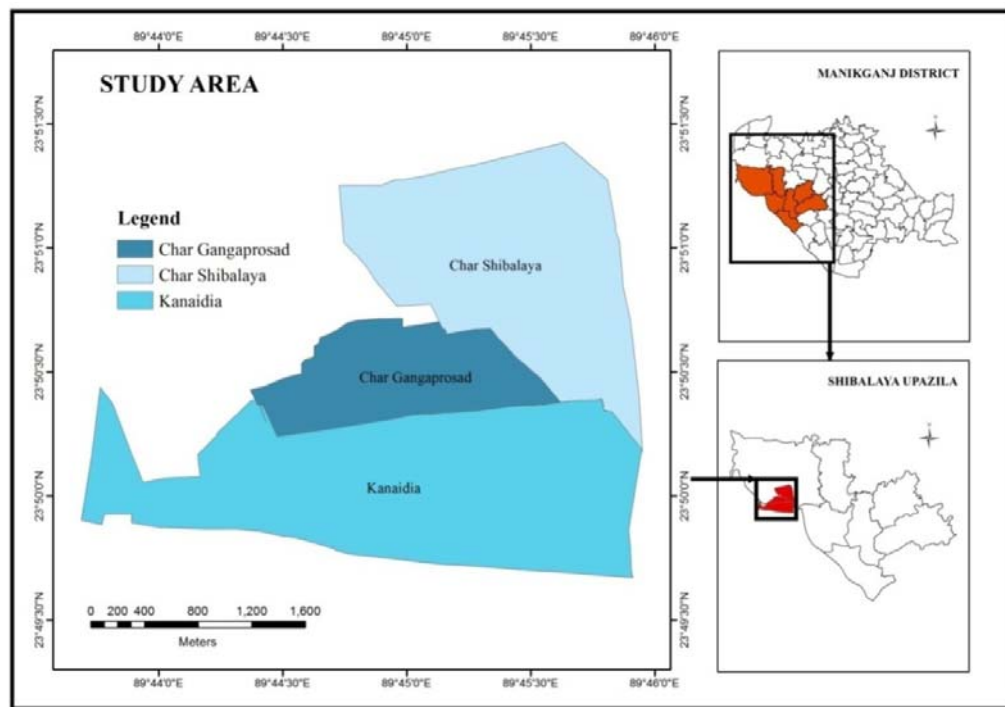 89°44'0"E 89°44'30"E 89°45'0"E 89°45'30"E 89°46'0"E
STUDY AREA
23°51'30"N
23°51'0"N
23°50'30"N
23°50'0"N
23°49'30"N
Legend
Char Gangaprosad
Char Shibalaya
Kanaidia
Char Shibalaya
Char Gangaprosad
Kanaidia
0 200 400 800 1,200 1,600
Meters
23°51'30"N
23°51'0"N
23°50'30"N
23°50'0"N
23°49'30"N
89°44'0"E 89°44'30"E 89°45'0"E 89°45'30"E 89°46'0"E
MANIKGANJ DISTRICT
SHIBALAYA UPAZILA